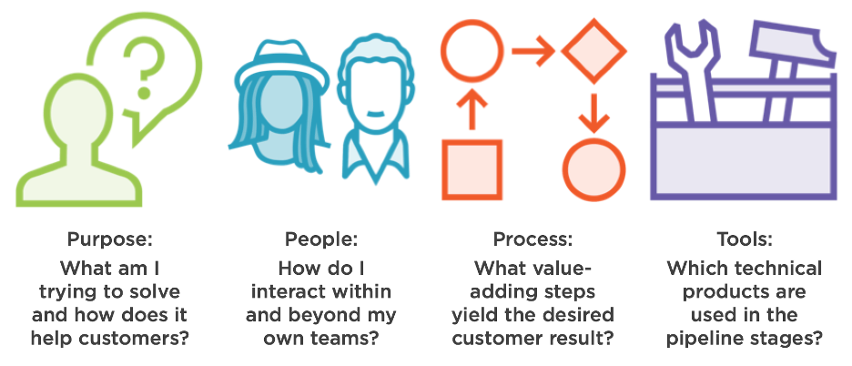 ?
Purpose:
What am I
trying to solve
and how does it
help customers?
People:
How do I
interact within
and beyond my
own teams?
Process:
What value-
adding steps
yield the desired
customer result?
Tools:
Which technical
products are
used in the
pipeline stages?